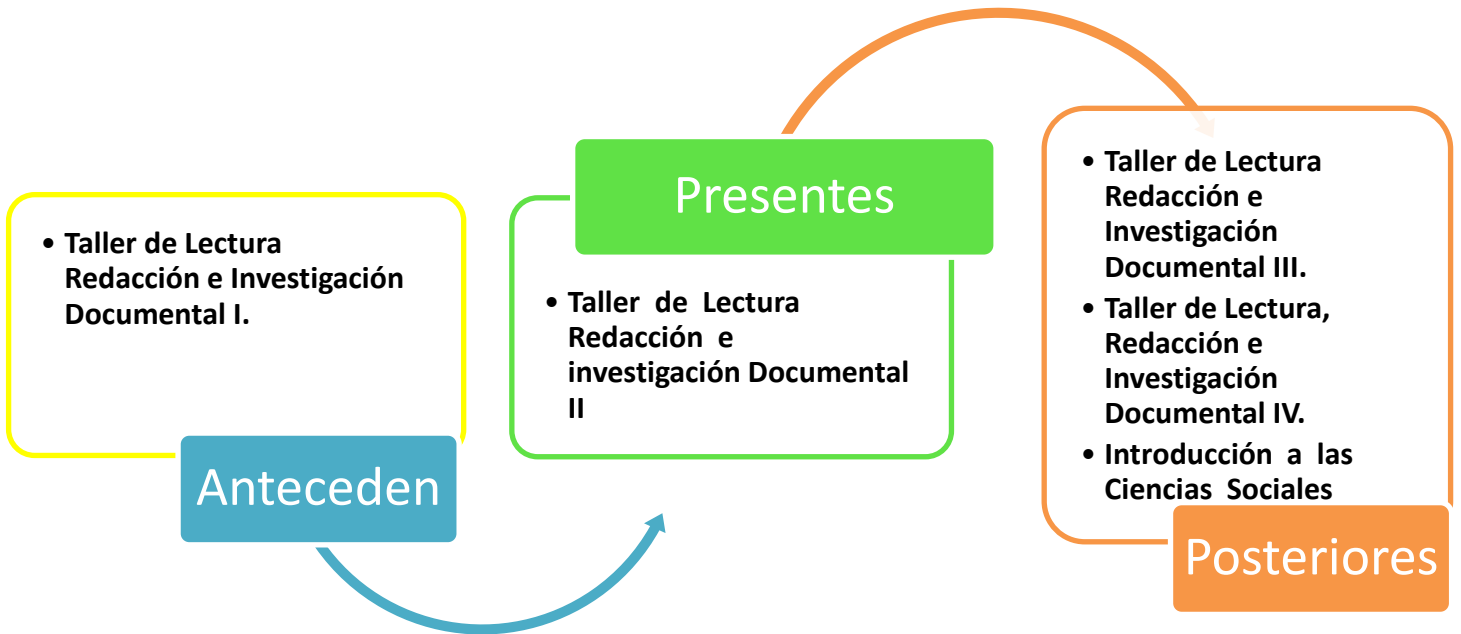 • Taller de Lectura
Redacción e Investigación
Documental I.
Anteceden
Presentes
• Taller de Lectura
Redacción e
investigación Documental
II
• Taller de Lectura
Redacción e
Investigación
Documental III.
• Taller de Lectura,
Redacción e
Investigación
Documental IV.
• Introducción a las
Ciencias Sociales
Posteriores